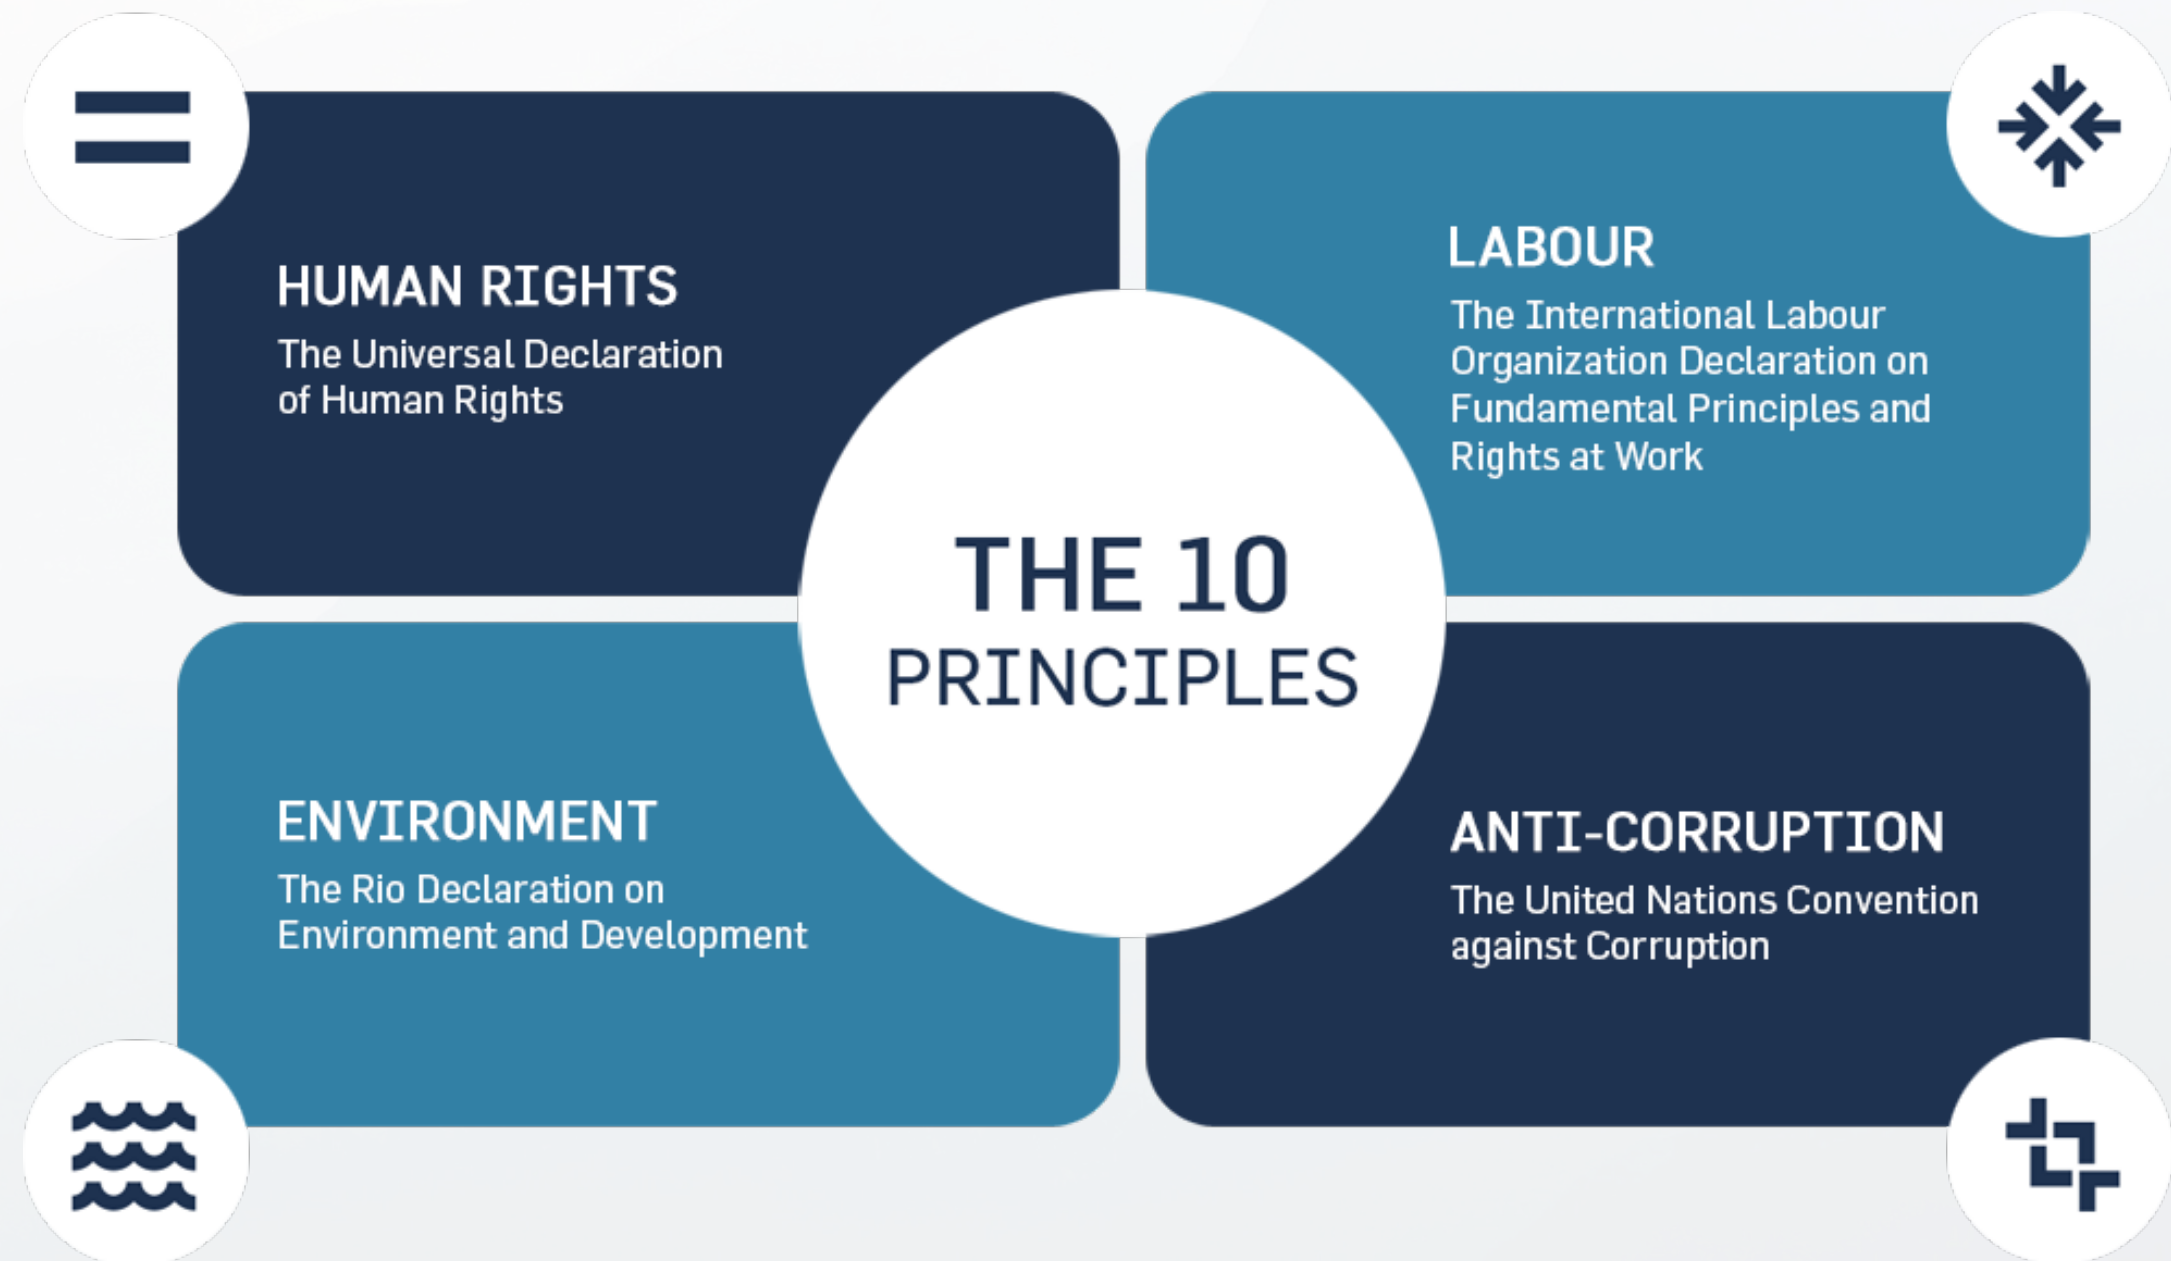 HUMAN RIGHTS
The Universal Declaration
of Human Rights
LABOUR
The International Labour
Organization Declaration on
Fundamental Principles and
Rights at Work
THE 10
PRINCIPLES
ENVIRONMENT
The Rio Declaration on
Environment and Development
ANTI-CORRUPTION
The United Nations Convention
against Corruption